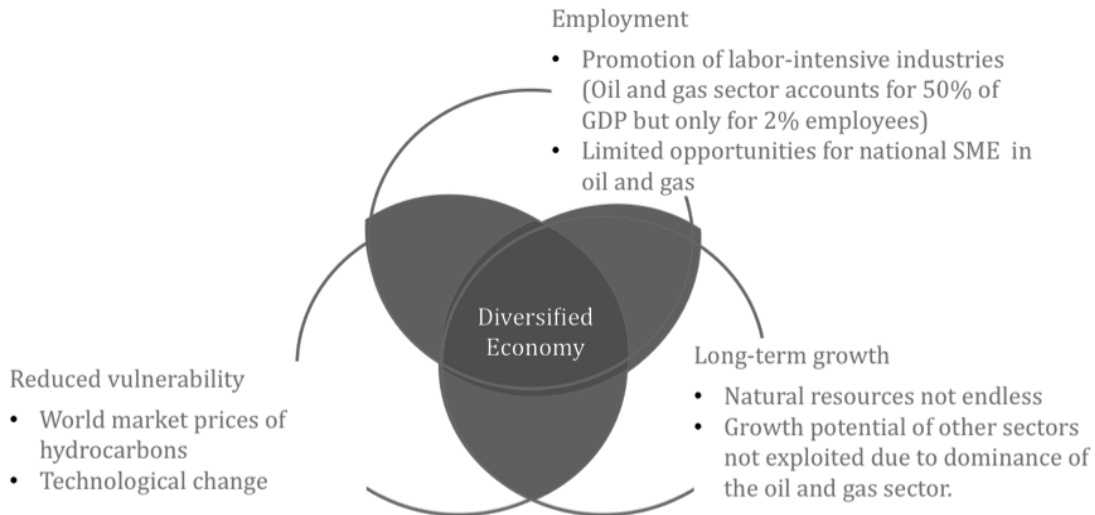 Employment
• Promotion of labor-intensive industries
(Oil and gas sector accounts for 50% of
GDP but only for 2% employees)
• Limited opportunities for national SME in
oil and gas
Diversified
Economy
Reduced vulnerability
• World market prices of
hydrocarbons
• Technological change
Long-term growth
• Natural resources not endless
• Growth potential of other sectors
not exploited due to dominance of
the oil and gas sector.